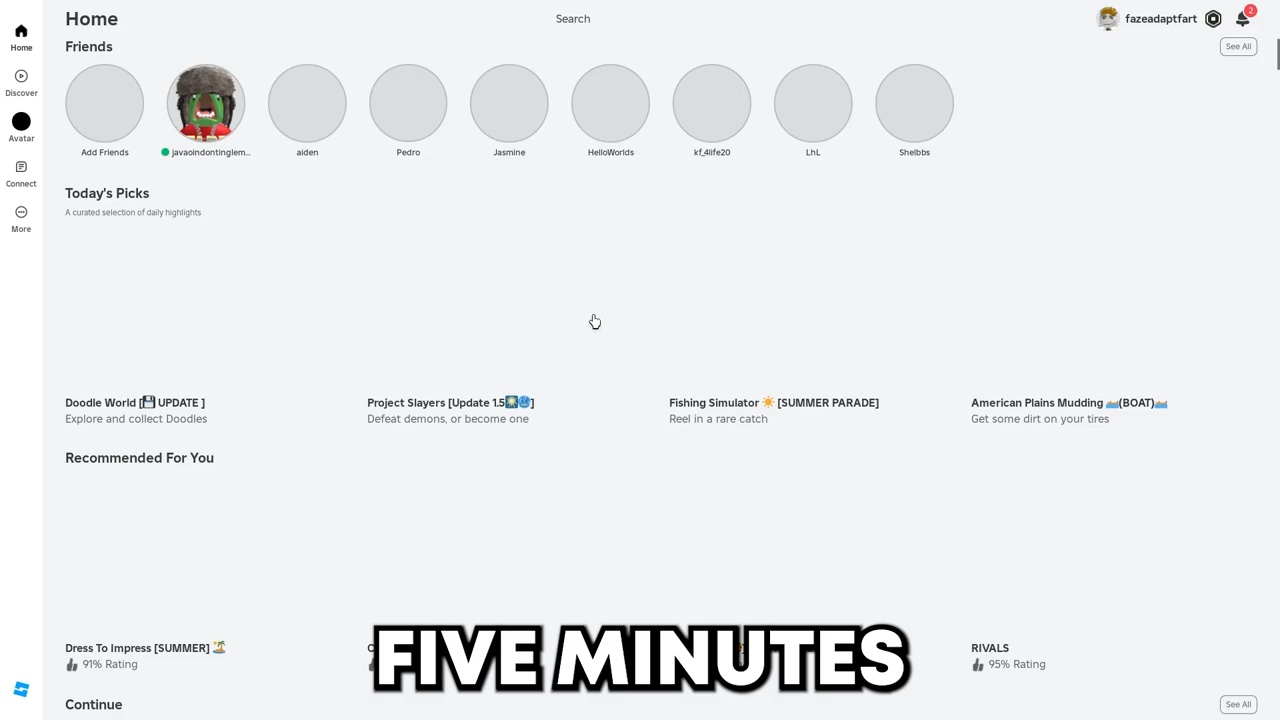 Home
Search
fazeadaptfart
2
Home
Discover
Avatar
Connect
More
Friends
See All
Add Friends
javaoindontinglem...
aiden
Pedro
Jasmine
HelloWorlds
kf_4life20
LhL
Shelbbs
Today's Picks
A curated selection of daily highlights
Doodle World [💾 UPDATE ]
Explore and collect Doodles
Project Slayers [Update 1.5🎇🥶]
Defeat demons, or become one
Fishing Simulator ☀️ [SUMMER PARADE]
Reel in a rare catch
American Plains Mudding 🚤(BOAT)🚤
Get some dirt on your tires
Recommended For You
Dress To Impress [SUMMER] 🏝️
91% Rating
RIVALS
95% Rating
FIVE MINUTES
Continue
See All